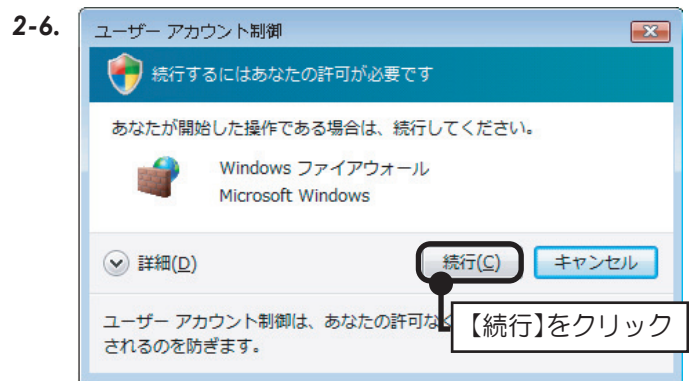 2-6.
ユーザー アカウント制御
続行するにはあなたの許可が必要です
あなたが開始した操作である場合は、続行してください。
Windows ファイアウォール
Microsoft Windows
詳細(D)
続行(C)
キャンセル
ユーザー アカウント制御は、あなたの許可な
【続行】をクリック
されるのを防ぎます。